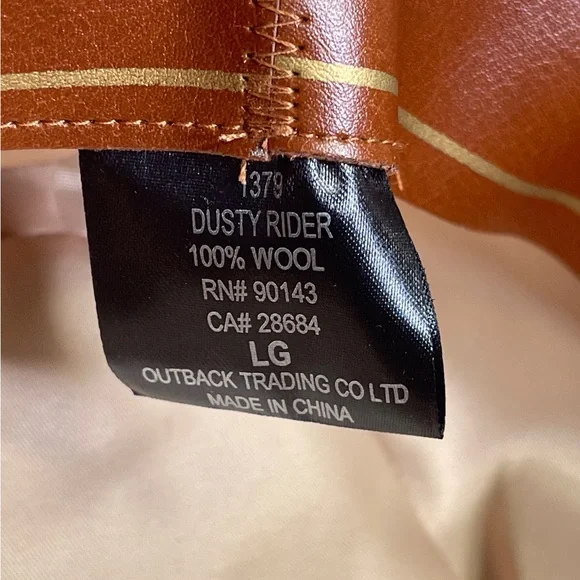 1379
DUSTY RIDER
100% WOOL
RN# 90143
CA# 28684
LG
OUTBACK TRADING CO LTD
MADE IN CHINA